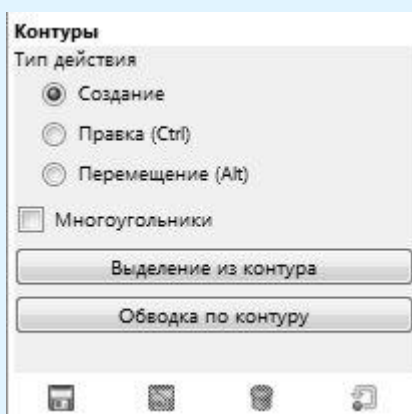 Контуры
Тип действия
Создание
Правка (Ctrl)
Перемещение (Alt)
Многоугольники
Выделение из контура
Обводка по контуру